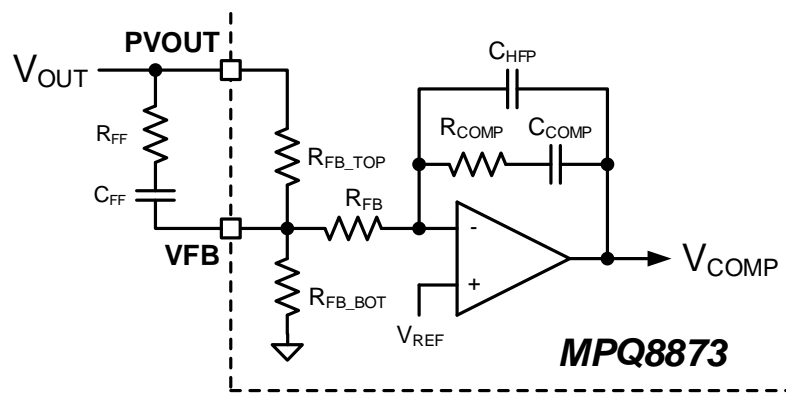 PVOUT
VOUT
RFF
CFF
VFB
RFB_TOP
RFB
RFB_BOT
CHFP
RCOMP
CCOMP
-
+
VREF
VCOMP
MPQ8873